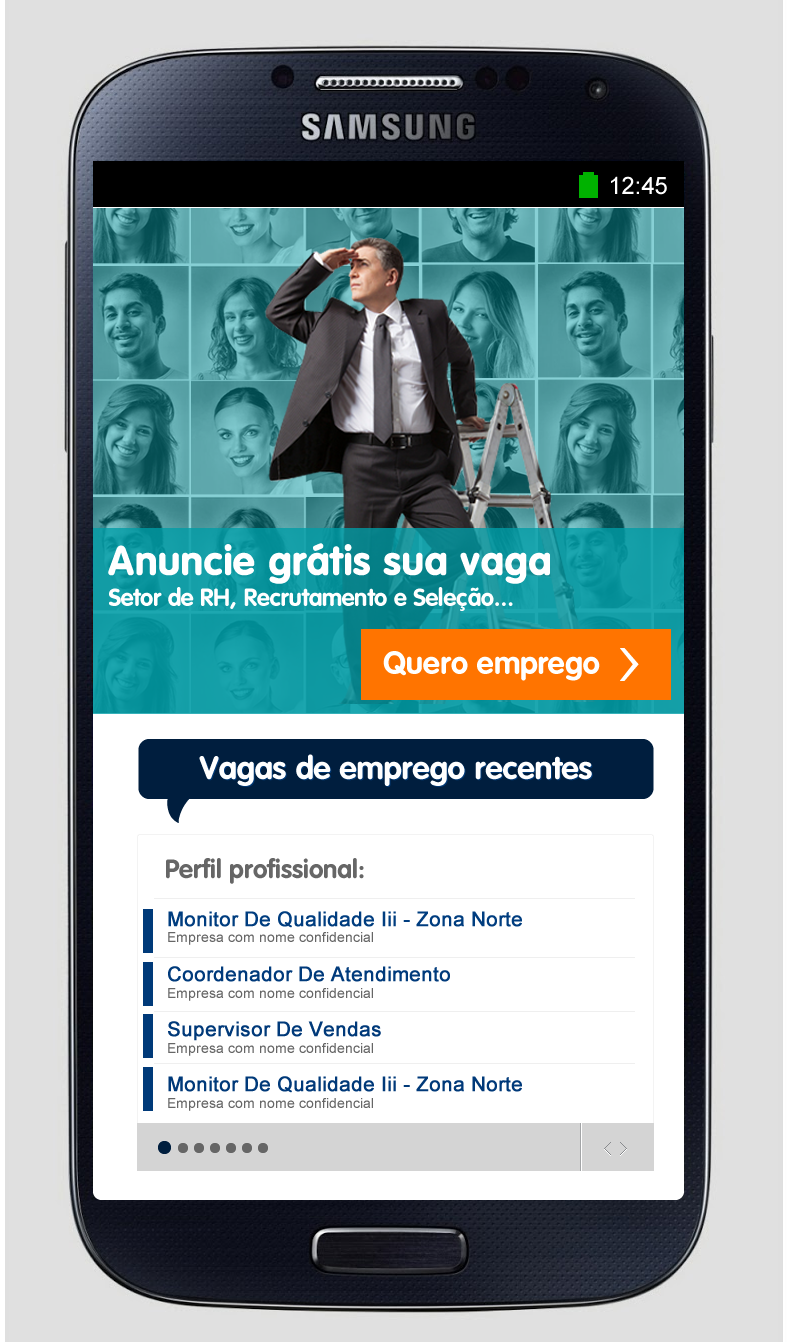 SAMSUNG
12:45
Anuncie grátis sua vaga
Setor de RH, Recrutamento e Seleção...
Quero emprego
Vagas de emprego recentes
Perfil profissional:
Monitor De Qualidade Iii - Zona Norte
Empresa com nome confidencial
Coordenador De Atendimento
Empresa com nome confidencial
Supervisor De Vendas
Empresa com nome confidencial
Monitor De Qualidade Iii - Zona Norte
Empresa com nome confidencial